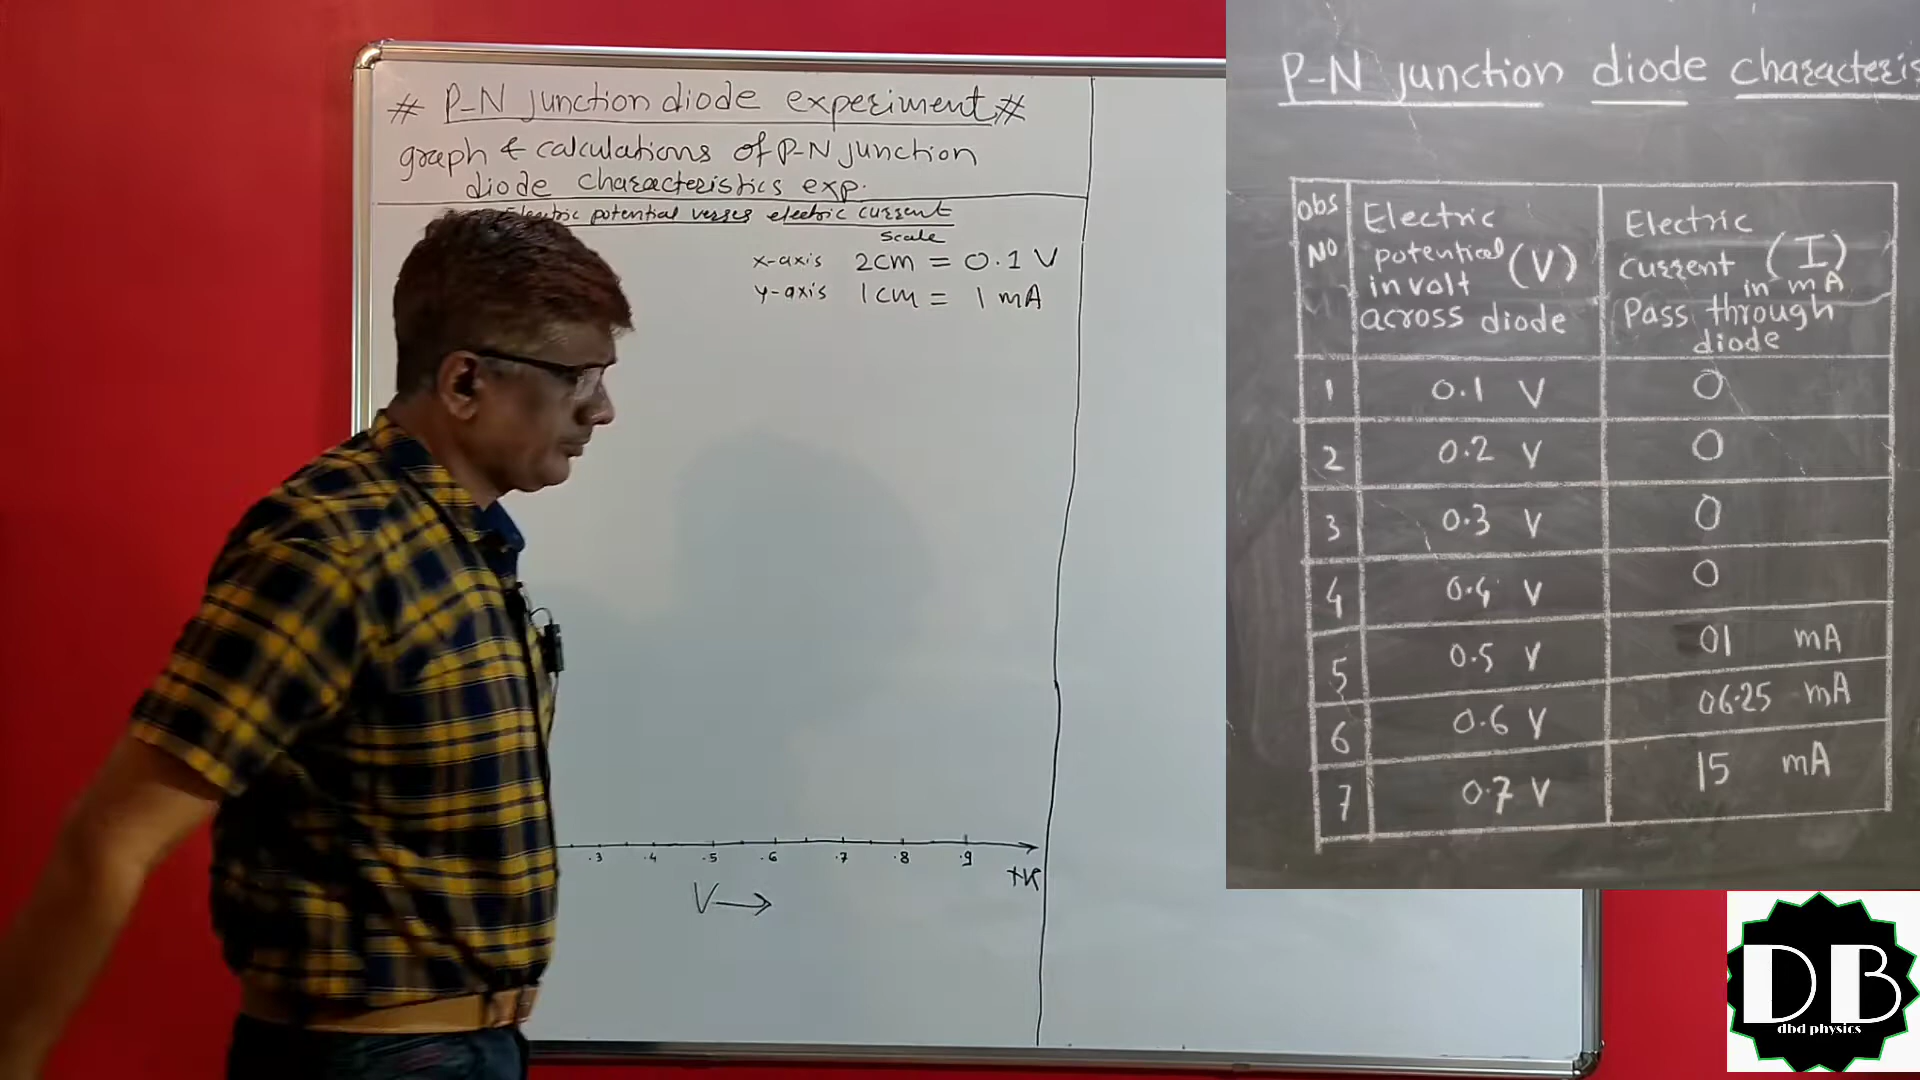 # P-N junction diode experiment #
graph & calculations of P-N junction
diode characteristics exp.
Electric potential verses electric current
scale
x-axis 2cm = 0.1 V
y-axis 1cm = 1 mA
.3 .4 .5 .6 .7 .8 .9
V→
P-N junction diode characteris
Obs NO
Electric potential in volt (V) across diode
Electric current (I) in mA Pass through diode
1 0.1 V 0
2 0.2 V 0
3 0.3 V 0
4 0.4 V 0
5 0.5 V 01 mA
6 0.6 V 06.25 mA
7 0.7 V 15 mA
DB
dbd physics